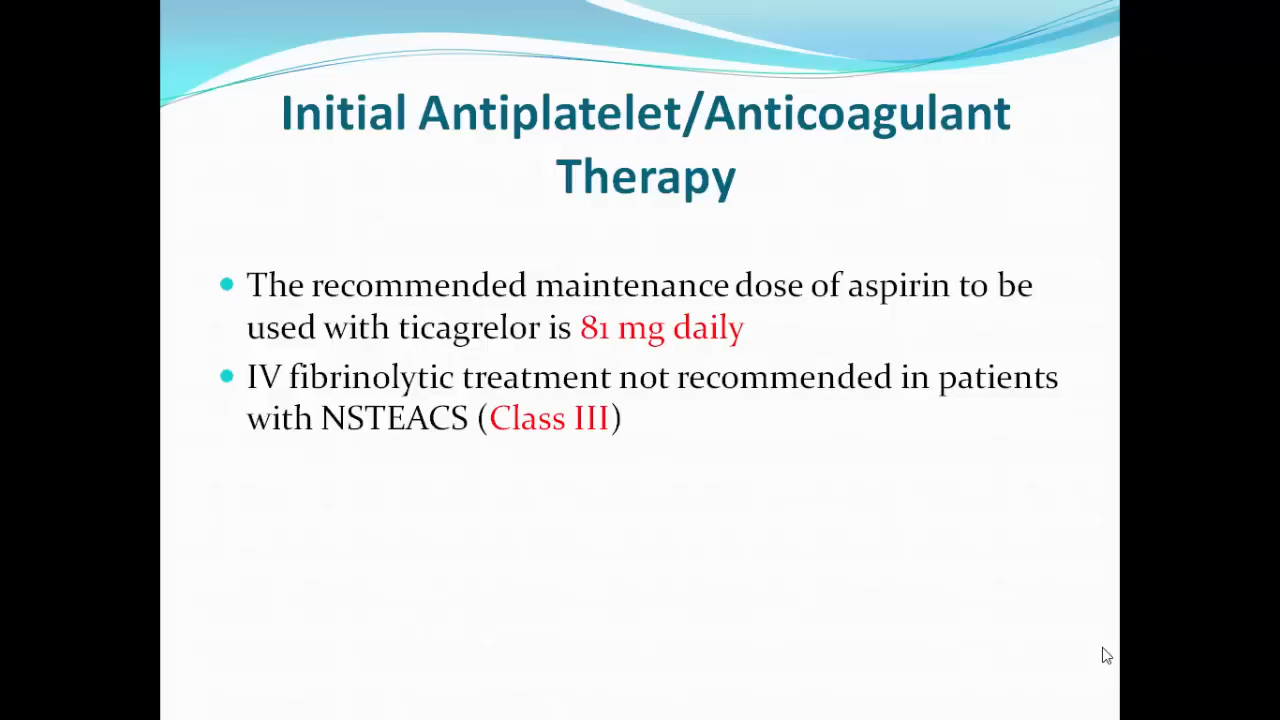 Initial Antiplatelet/Anticoagulant
Therapy
The recommended maintenance dose of aspirin to be
used with ticagrelor is 81 mg daily
IV fibrinolytic treatment not recommended in patients
with NSTEACS (Class III)